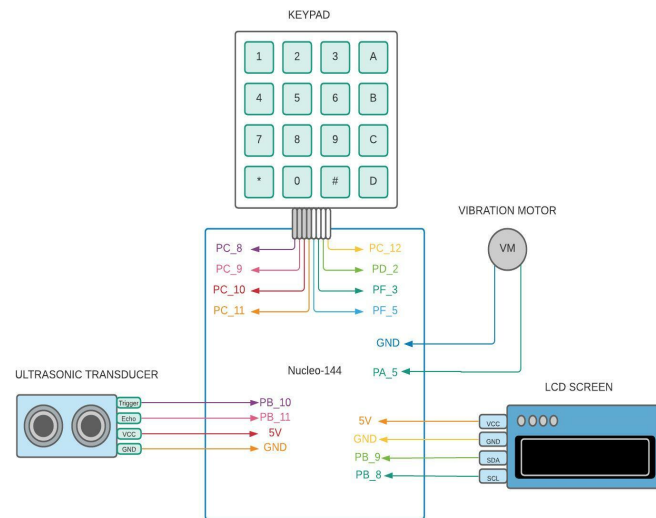 KEYPAD
1 2 3 A
4 5 6 B
7 8 9 C
* 0 # D
VIBRATION MOTOR
VM
PC_8 PC_12
PC_9 PD_2
PC_10 PF_3
PC_11 PF_5
GND
Nucleo-144
PA_5
ULTRASONIC TRANSDUCER
LCD SCREEN
Trigger PB_10
Echo PB_11
VCC 5V
GND GND
5V VCC
GND GND
PB_9 SDA
PB_8 SCL